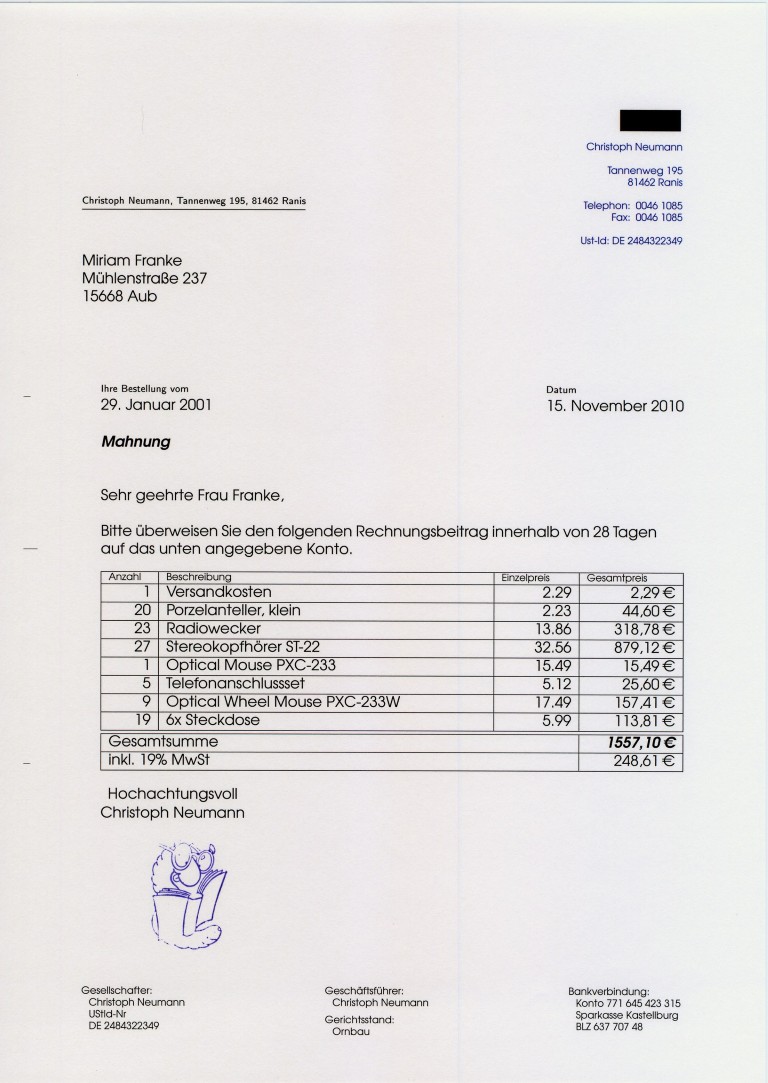 Christoph Neumann
Tannenweg 195
81462 Ranis
Telephon: 0046 1085
Fax: 0046 1085
Ust-Id: DE 2484322349
Christoph Neumann, Tannenweg 195, 81462 Ranis
Miriam Franke
Mühlenstraße 237
15668 Aub
Ihre Bestellung vom Datum
29. Januar 2001 15. November 2010
Mahnung
Sehr geehrte Frau Franke,
Bitte überweisen Sie den folgenden Rechnungsbeitrag innerhalb von 28 Tagen
auf das unten angegebene Konto.
Anzahl Beschreibung Einzelpreis Gesamtpreis
1 Versandkosten 2.29 2,29 €
20 Porzelanteller, klein 2.23 44,60 €
23 Radiowecker 13.86 318,78 €
27 Stereokopfhörer ST-22 32.56 879,12 €
1 Optical Mouse PXC-233 15.49 15,49 €
5 Telefonanschlussset 5.12 25,60 €
9 Optical Wheel Mouse PXC-233W 17.49 157,41 €
19 6x Steckdose 5.99 113,81 €
Gesamtsumme 1557,10 €
inkl. 19% MwSt 248,61 €
Hochachtungsvoll
Christoph Neumann
Gesellschafter:
Christoph Neumann
UStId-Nr
DE 2484322349
Geschäftsführer:
Christoph Neumann
Gerichtsstand:
Ornbau
Bankverbindung:
Konto 771 645 423 315
Sparkasse Kastellburg
BLZ 637 707 48